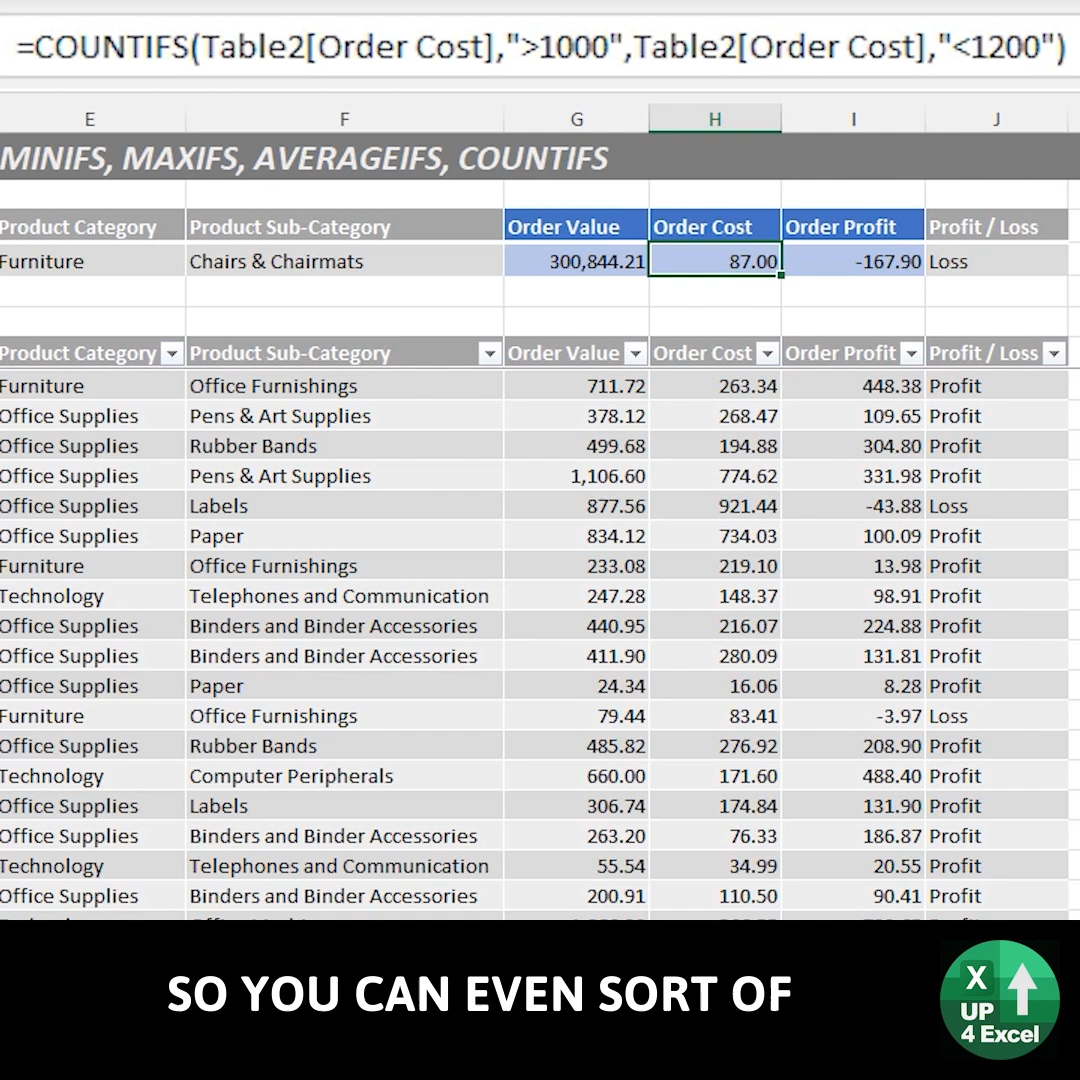 =COUNTIFS(Table2[Order Cost],">1000",Table2[Order Cost],"<1200")
E F G H I J
MINIFS, MAXIFS, AVERAGEIFS, COUNTIFS
Product Category Product Sub-Category Order Value Order Cost Order Profit Profit / Loss
Furniture Chairs & Chairmats 300,844.21 87.00 -167.90 Loss
Product Category Product Sub-Category Order Value Order Cost Order Profit Profit / Loss
Furniture Office Furnishings 711.72 263.34 448.38 Profit
Office Supplies Pens & Art Supplies 378.12 268.47 109.65 Profit
Office Supplies Rubber Bands 499.68 194.88 304.80 Profit
Office Supplies Pens & Art Supplies 1,106.60 774.62 331.98 Profit
Office Supplies Labels 877.56 921.44 -43.88 Loss
Office Supplies Paper 834.12 734.03 100.09 Profit
Furniture Office Furnishings 233.08 219.10 13.98 Profit
Technology Telephones and Communication 247.28 148.37 98.91 Profit
Office Supplies Binders and Binder Accessories 440.95 216.07 224.88 Profit
Office Supplies Binders and Binder Accessories 411.90 280.09 131.81 Profit
Office Supplies Paper 24.34 16.06 8.28 Profit
Furniture Office Furnishings 79.44 83.41 -3.97 Loss
Office Supplies Rubber Bands 485.82 276.92 208.90 Profit
Technology Computer Peripherals 660.00 171.60 488.40 Profit
Office Supplies Labels 306.74 174.84 131.90 Profit
Office Supplies Binders and Binder Accessories 263.20 76.33 186.87 Profit
Technology Telephones and Communication 55.54 34.99 20.55 Profit
Office Supplies Binders and Binder Accessories 200.91 110.50 90.41 Profit
SO YOU CAN EVEN SORT OF
X
UP
4 Excel